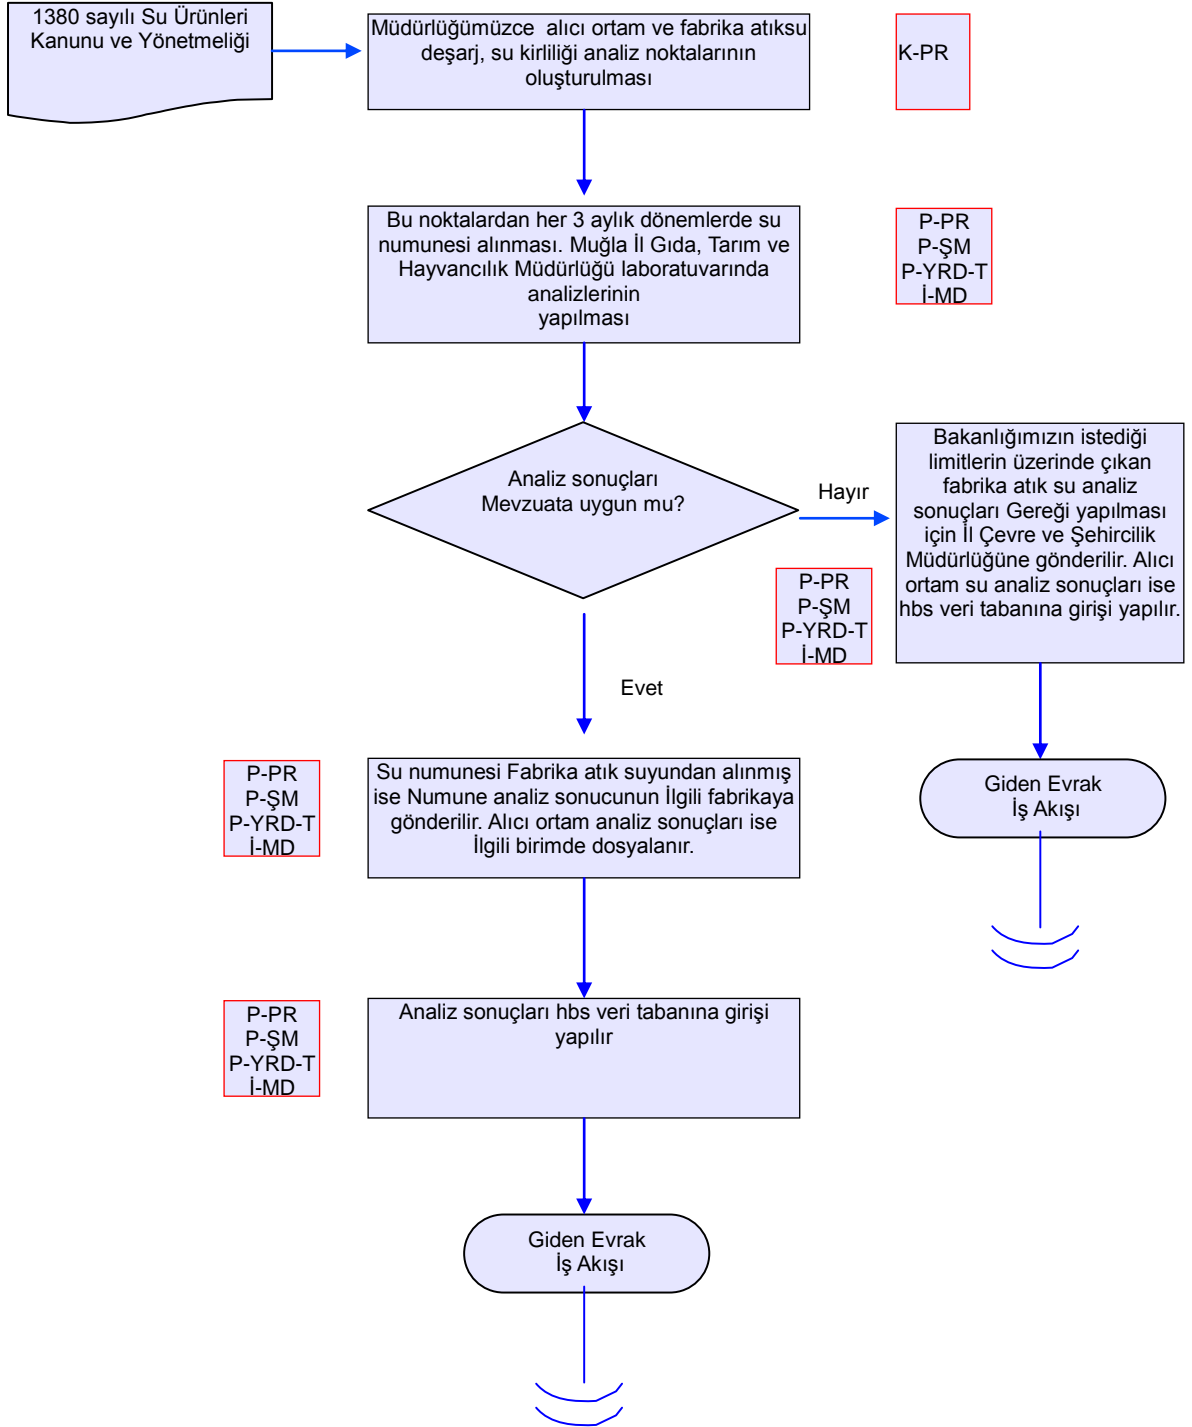 1380 sayılı Su Ürünleri
Kanunu ve Yönetmeliği
Müdürlüğümüzce alıcı ortam ve fabrika atıksu
deşarj, su kirliliği analiz noktalarının
oluşturulması
K-PR
Bu noktalardan her 3 aylık dönemlerde su
numunesi alınması. Muğla İl Gıda, Tarım ve
Hayvancılık Müdürlüğü laboratuvarında
analizlerinin
yapılması
P-PR
P-ŞM
P-YRD-T
İ-MD
Analiz sonuçları
Mevzuata uygun mu?
Hayır
Bakanlığımızın istediği
limitlerin üzerinde çıkan
fabrika atık su analiz
sonuçları Gereği yapılması
için İl Çevre ve Şehircilik
Müdürlüğüne gönderilir. Alıcı
ortam su analiz sonuçları ise
hbs veri tabanına girişi yapılır.
P-PR
P-ŞM
P-YRD-T
İ-MD
Evet
Giden Evrak
İş Akışı
P-PR
P-ŞM
P-YRD-T
İ-MD
Su numunesi Fabrika atık suyundan alınmış
ise Numune analiz sonucunun İlgili fabrikaya
gönderilir. Alıcı ortam analiz sonuçları ise
İlgili birimde dosyalanır.
P-PR
P-ŞM
P-YRD-T
İ-MD
Analiz sonuçları hbs veri tabanına girişi
yapılır
Giden Evrak
İş Akışı